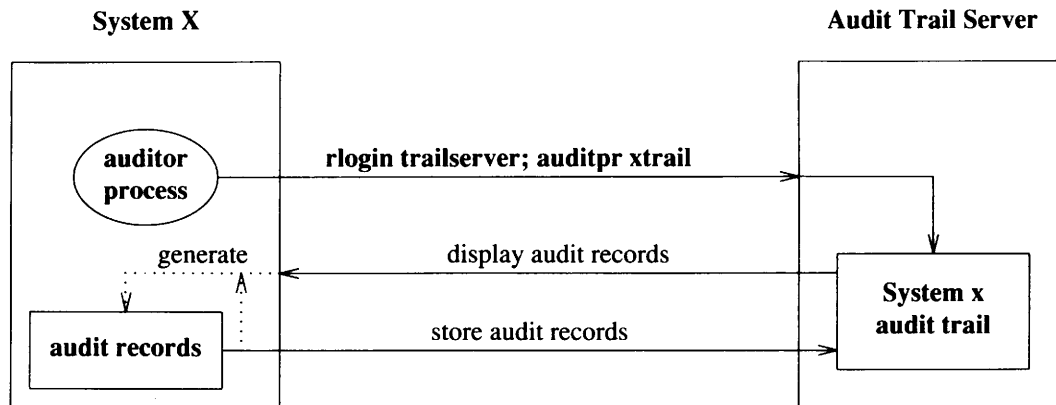 System X
Audit Trail Server
auditor
process
rlogin trailserver; auditpr xtrail
generate
display audit records
System x
audit trail
audit records
store audit records